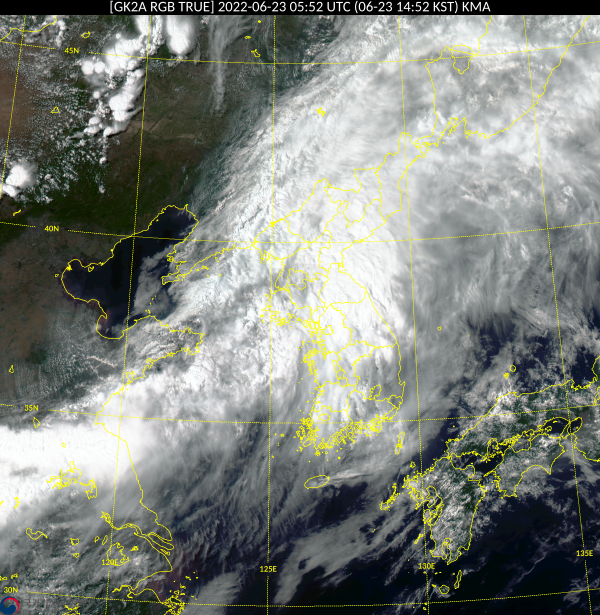 [GK2A RGB TRUE] 2022-06-23 05:52 UTC (06-23 14:52 KST) KMA
45N
40N
35N
120E
125E
130E
135E
30N